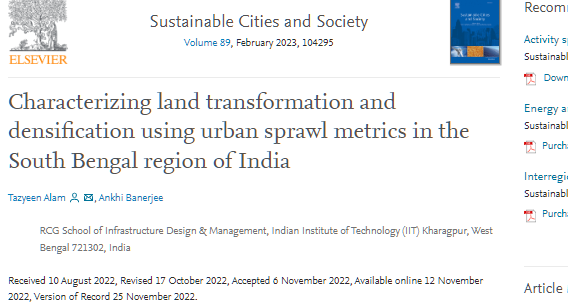 Sustainable Cities and Society
Recom
Volume 89, February 2023, 104295
ELSEVIER
Activity s
Sustainabl
Down
Characterizing land transformation and
densification using urban sprawl metrics in the
South Bengal region of India
Energy a
Sustainabl
Purcha
Interregi
Sustainabl
Purcha
Tazyeen Alam, Ankhi Banerjee
RCG School of Infrastructure Design & Management, Indian Institute of Technology (IIT) Kharagpur, West
Bengal 721302, India
Received 10 August 2022, Revised 17 October 2022, Accepted 6 November 2022, Available online 12 November
2022, Version of Record 25 November 2022.
Article